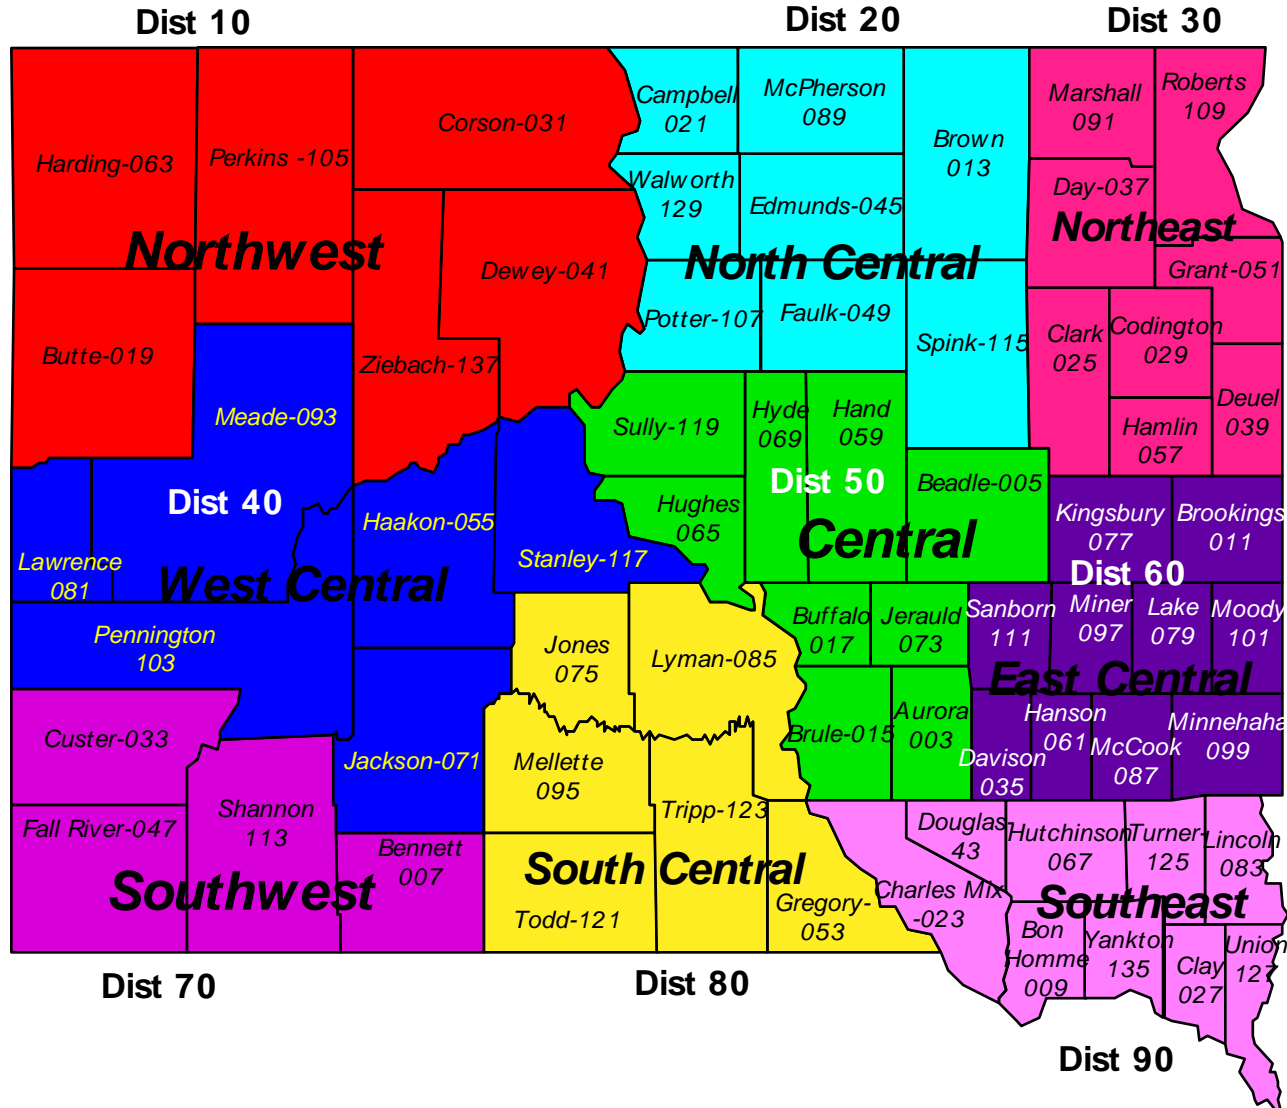 Dist 10
Dist 20
Dist 30
Harding-063
Perkins -105
Corson-031
Northwest
Dewey-041
Butte-019
Ziebach-137
Campbell
021
McPherson
089
Brown
013
Walworth
129
Edmunds-045
North Central
Potter-107
Faulk-049
Spink-115
Marshall
091
Roberts
109
Day-037
Northeast
Grant-051
Clark
025
Codington
029
Deuel
039
Hamlin
057
Meade-093
Dist 40
Haakon-055
Stanley-117
Lawrence
081
West Central
Pennington
103
Jackson-071
Sully-119
Hyde
069
Hand
059
Dist 50
Beadle-005
Hughes
065
Central
Buffalo
017
Jerauld
073
Brule-015
Aurora
003
Kingsbury
077
Brookings
011
Dist 60
Sanborn
111
Miner
097
Lake
079
Moody
101
East Central
Davison
035
Hanson
061
McCook
087
Minnehaha
099
Custer-033
Fall River-047
Shannon
113
Bennett
007
Southwest
Dist 70
Jones
075
Lyman-085
Mellette
095
Tripp-123
South Central
Todd-121
Gregory-
053
Dist 80
Douglas-
43
Hutchinson
067
Turner-
125
Lincoln
083
Charles Mix
-023
Southeast
Bon
Homme
009
Yankton
135
Clay
027
Union
127
Dist 90